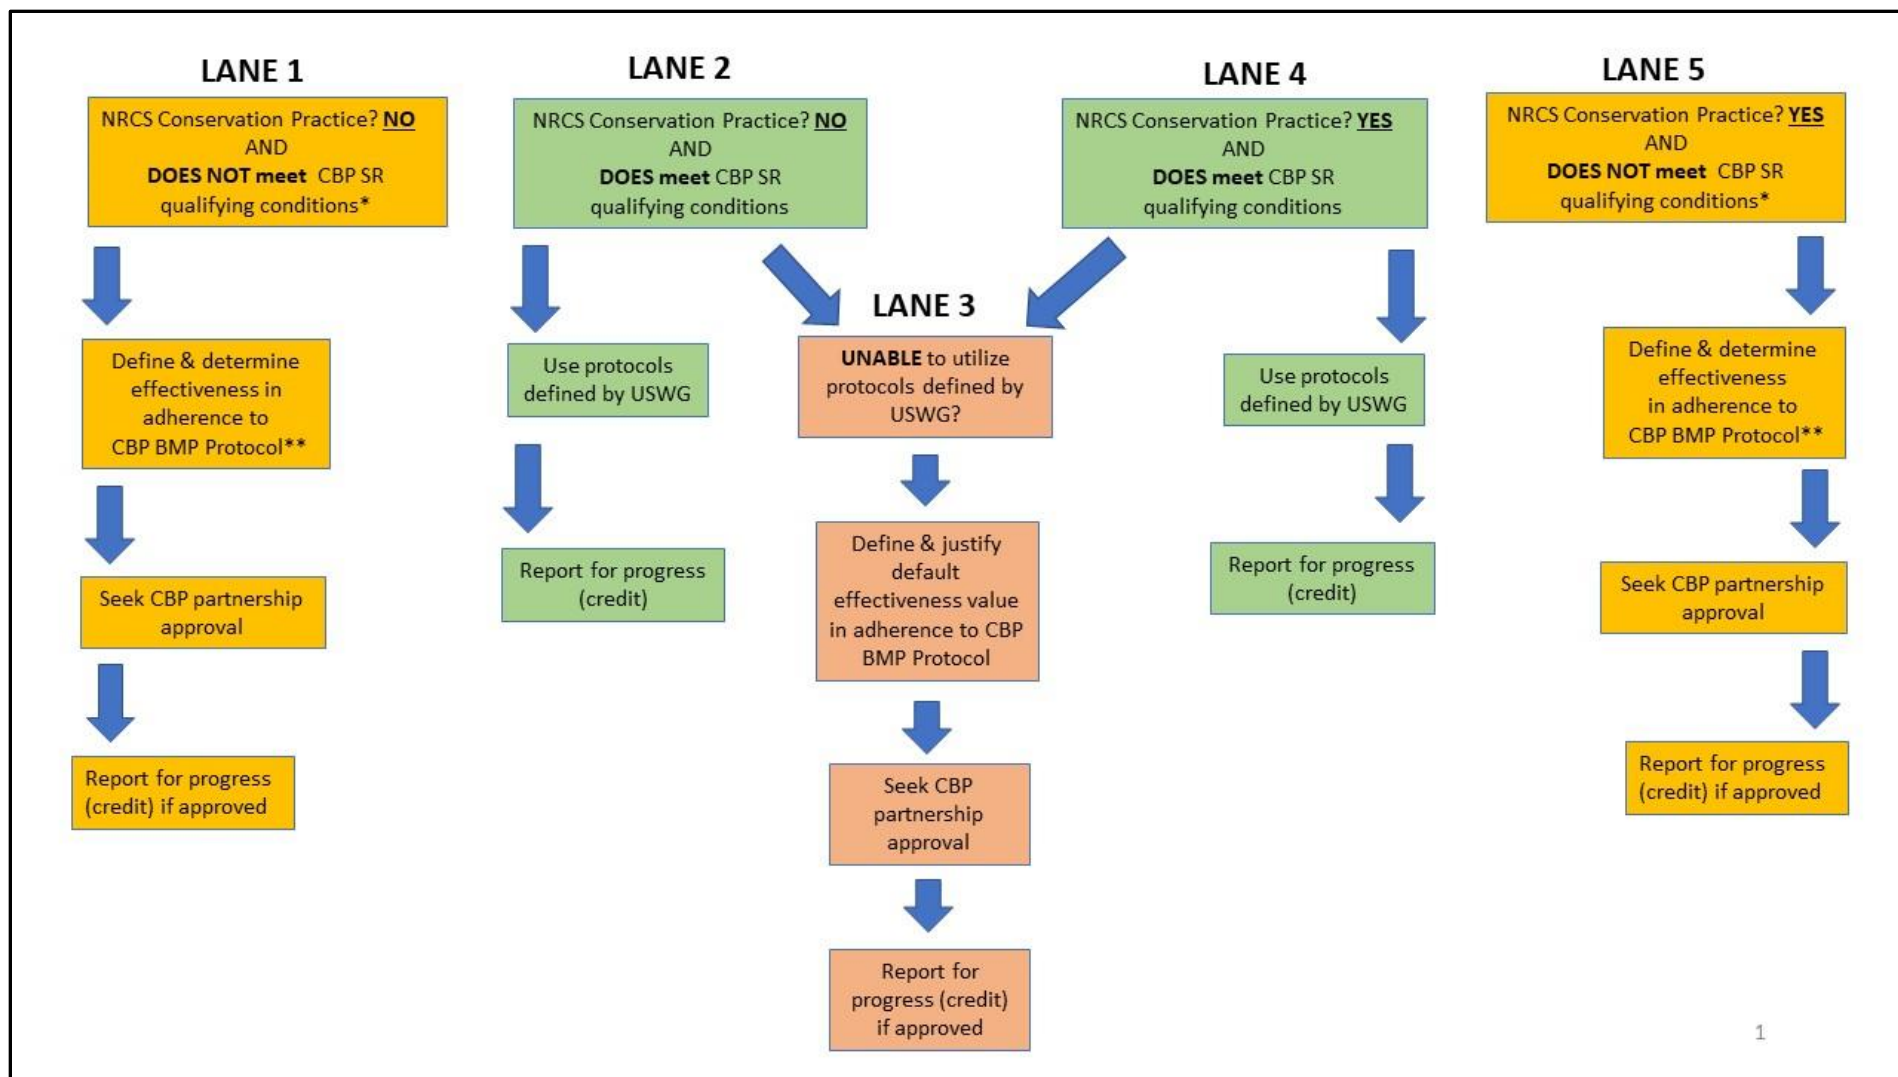 LANE 1
NRCS Conservation Practice? NO
AND
DOES NOT meet CBP SR
qualifying conditions*
Define & determine
effectiveness in
adherence to
CBP BMP Protocol**
Seek CBP partnership
approval
Report for progress
(credit) if approved
LANE 2
NRCS Conservation Practice? NO
AND
DOES meet CBP SR
qualifying conditions
Use protocols
defined by USWG
Report for progress
(credit)
LANE 3
UNABLE to utilize
protocols defined by
USWG?
Define & justify
default
effectiveness value
in adherence to CBP
BMP Protocol
Seek CBP
partnership
approval
Report for
progress (credit)
if approved
LANE 4
NRCS Conservation Practice? YES
AND
DOES meet CBP SR
qualifying conditions
Use protocols
defined by USWG
Report for progress
(credit)
LANE 5
NRCS Conservation Practice? YES
AND
DOES NOT meet CBP SR
qualifying conditions*
Define & determine
effectiveness
in adherence to
CBP BMP Protocol**
Seek CBP partnership
approval
Report for progress
(credit) if approved
1